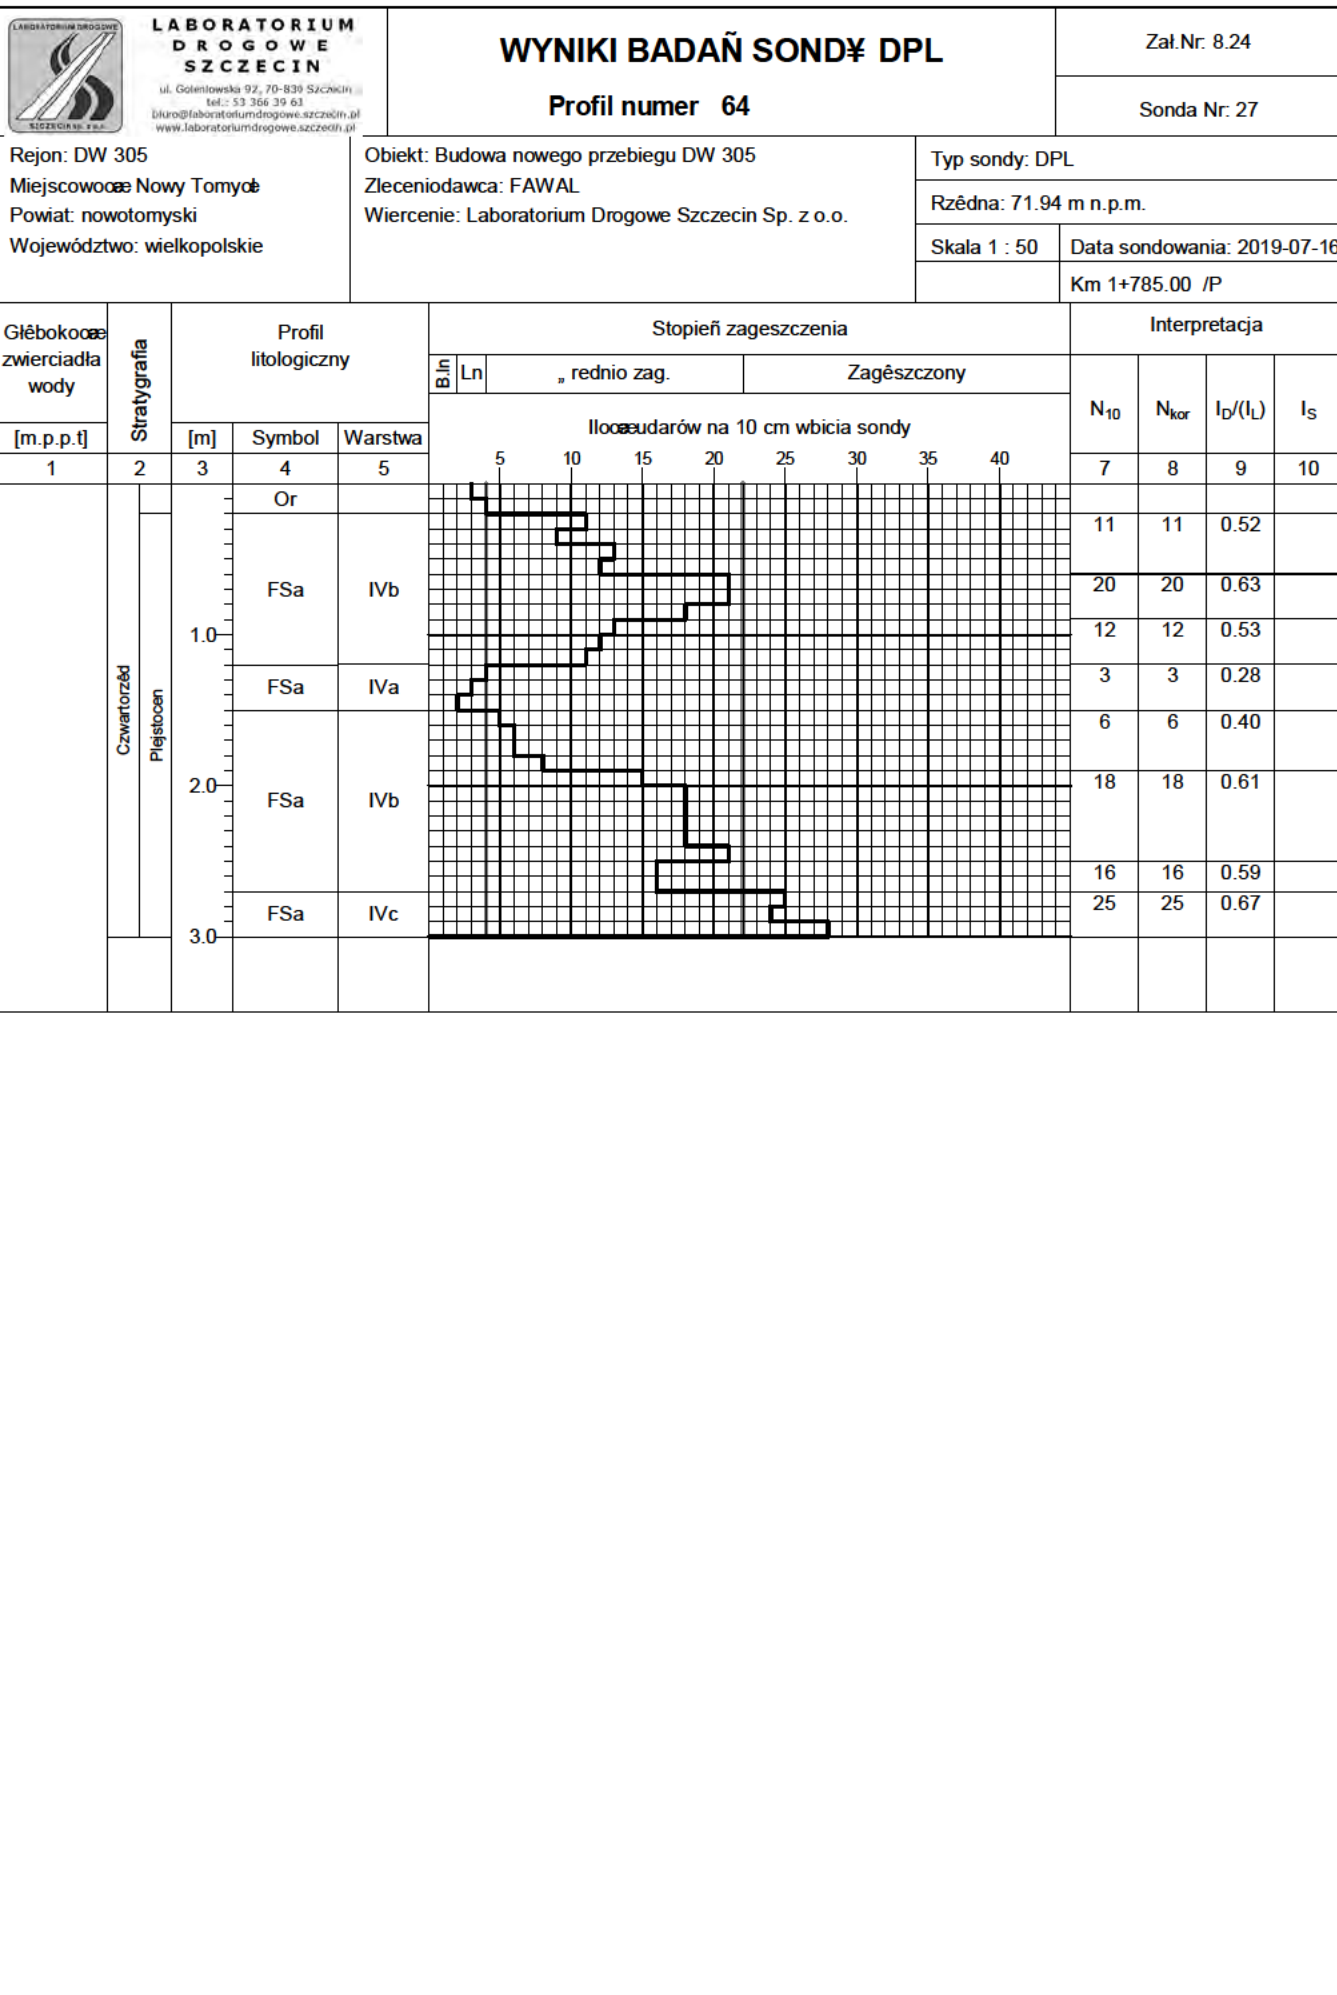 LABORATORIUM DROGOWE
SZCZECIN Sp. z o.o.
LABORATORIUM
DROGOWE
SZCZECIN
ul. Goleniowska 92, 70-830 Szczecin
tel.: 53 366 39 63
biuro@laboratoriumdrogowe.szczecin.pl
www.laboratoriumdrogowe.szczecin.pl
WYNIKI BADAÑ SOND¥ DPL
Profil numer 64
Zał.Nr: 8.24
Sonda Nr: 27
Rejon: DW 305
Miejscowoœæ: Nowy Tomyœl
Powiat: nowotomyski
Województwo: wielkopolskie
Obiekt: Budowa nowego przebiegu DW 305
Zleceniodawca: FAWAL
Wiercenie: Laboratorium Drogowe Szczecin Sp. z o.o.
Typ sondy: DPL
Rzêdna: 71.94 m n.p.m.
Skala 1 : 50
Data sondowania: 2019-07-16
Km 1+785.00 /P
Głêbokoœæ
zwierciadła
wody
[m.p.p.t]
Stratygrafia
Profil
litologiczny
[m] Symbol Warstwa
Stopieñ zageszczenia
B.ln Ln „ rednio zag. Zagêszczony
Iloœæ udarów na 10 cm wbicia sondy
5 10 15 20 25 30 35 40
Interpretacja
N10 Nkor ID/(IL) IS
1 2 3 4 5 7 8 9 10
Or
11 11 0.52
FSa IVb
20 20 0.63
1.0
12 12 0.53
FSa IVa
3 3 0.28
Czwartorzêd
Plejstocen
6 6 0.40
2.0
18 18 0.61
FSa IVb
16 16 0.59
25 25 0.67
FSa IVc
3.0